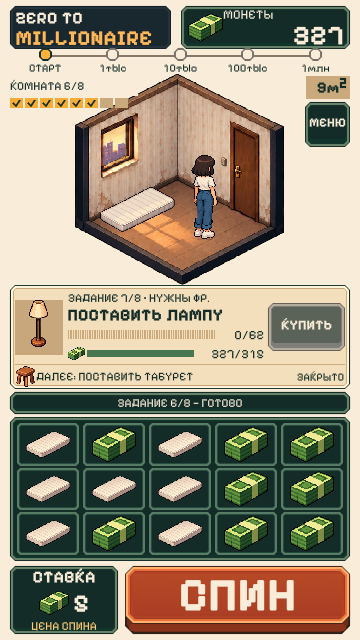 ZERO TO
MILLIONAIRE
МОНЕТЫ
387
СТАРТ
1тыс
10тыс
100тыс
1млн
КОМНАТА 6/8
9м²
МЕНЮ
ЗАДАНИЕ 7/8 · НУЖНЫ ФР.
ПОСТАВИТЬ ЛАМПУ
0/62
КУПИТЬ
387/318
ДАЛЕЕ: ПОСТАВИТЬ ТАБУРЕТ
ЗАКРЫТО
ЗАДАНИЕ 6/8 – ГОТОВО
СТАВКА
8
ЦЕНА СПИНА
СПИН